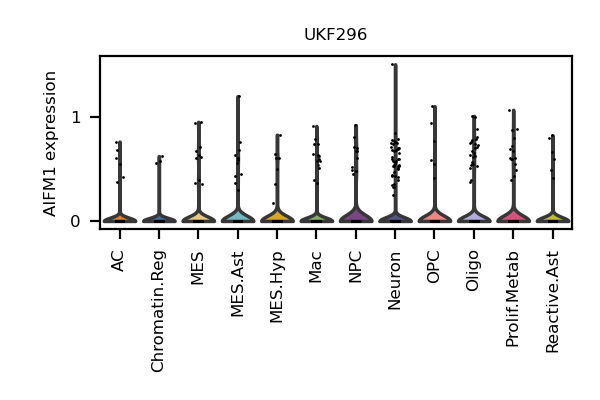 UKF296
AIFM1 expression
1
0
AC
Chromatin.Reg
MES
MES.Ast
MES.Hyp
Mac
NPC
Neuron
OPC
Oligo
Prolif.Metab
Reactive.Ast